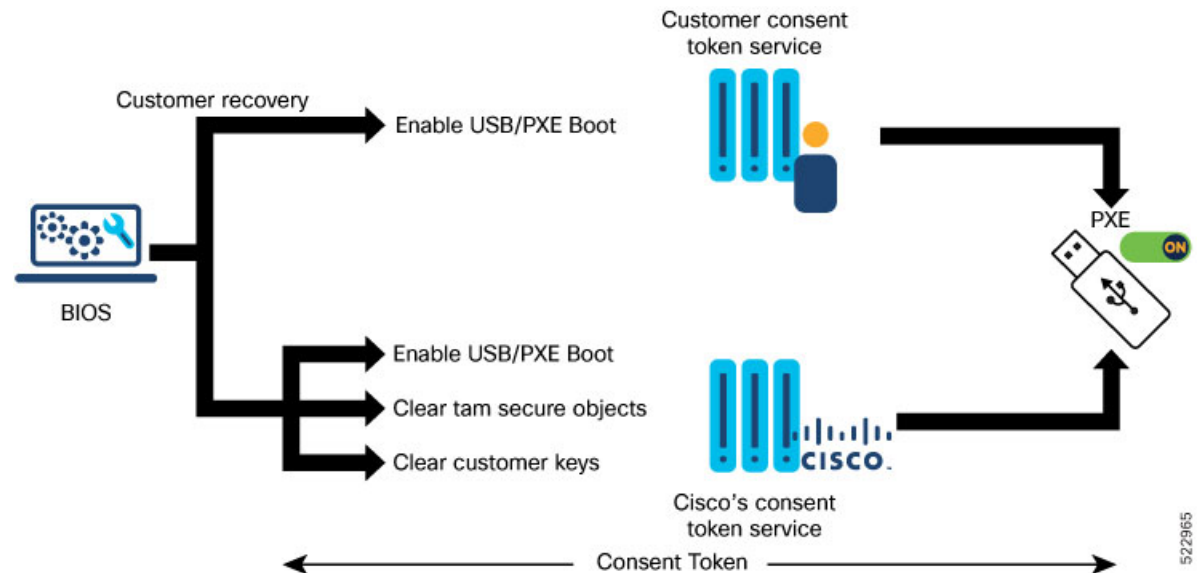 Customer consent
token service
Customer recovery
Enable USB/PXE Boot
PXE
ON
BIOS
Enable USB/PXE Boot
Clear tam secure objects
Clear customer keys
CISCO
Cisco's consent
token service
Consent Token
522965